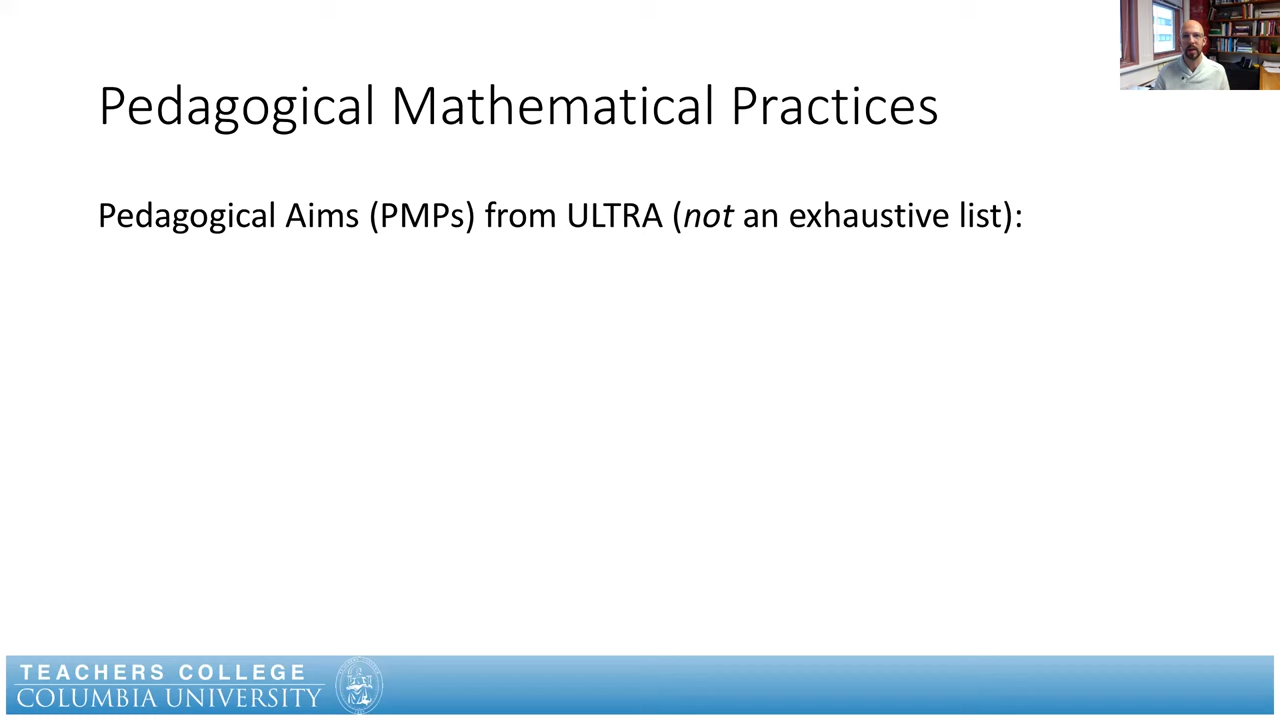 Pedagogical Mathematical Practices
Pedagogical Aims (PMPs) from ULTRA (not an exhaustive list):
TEACHERS COLLEGE
COLUMBIA UNIVERSITY